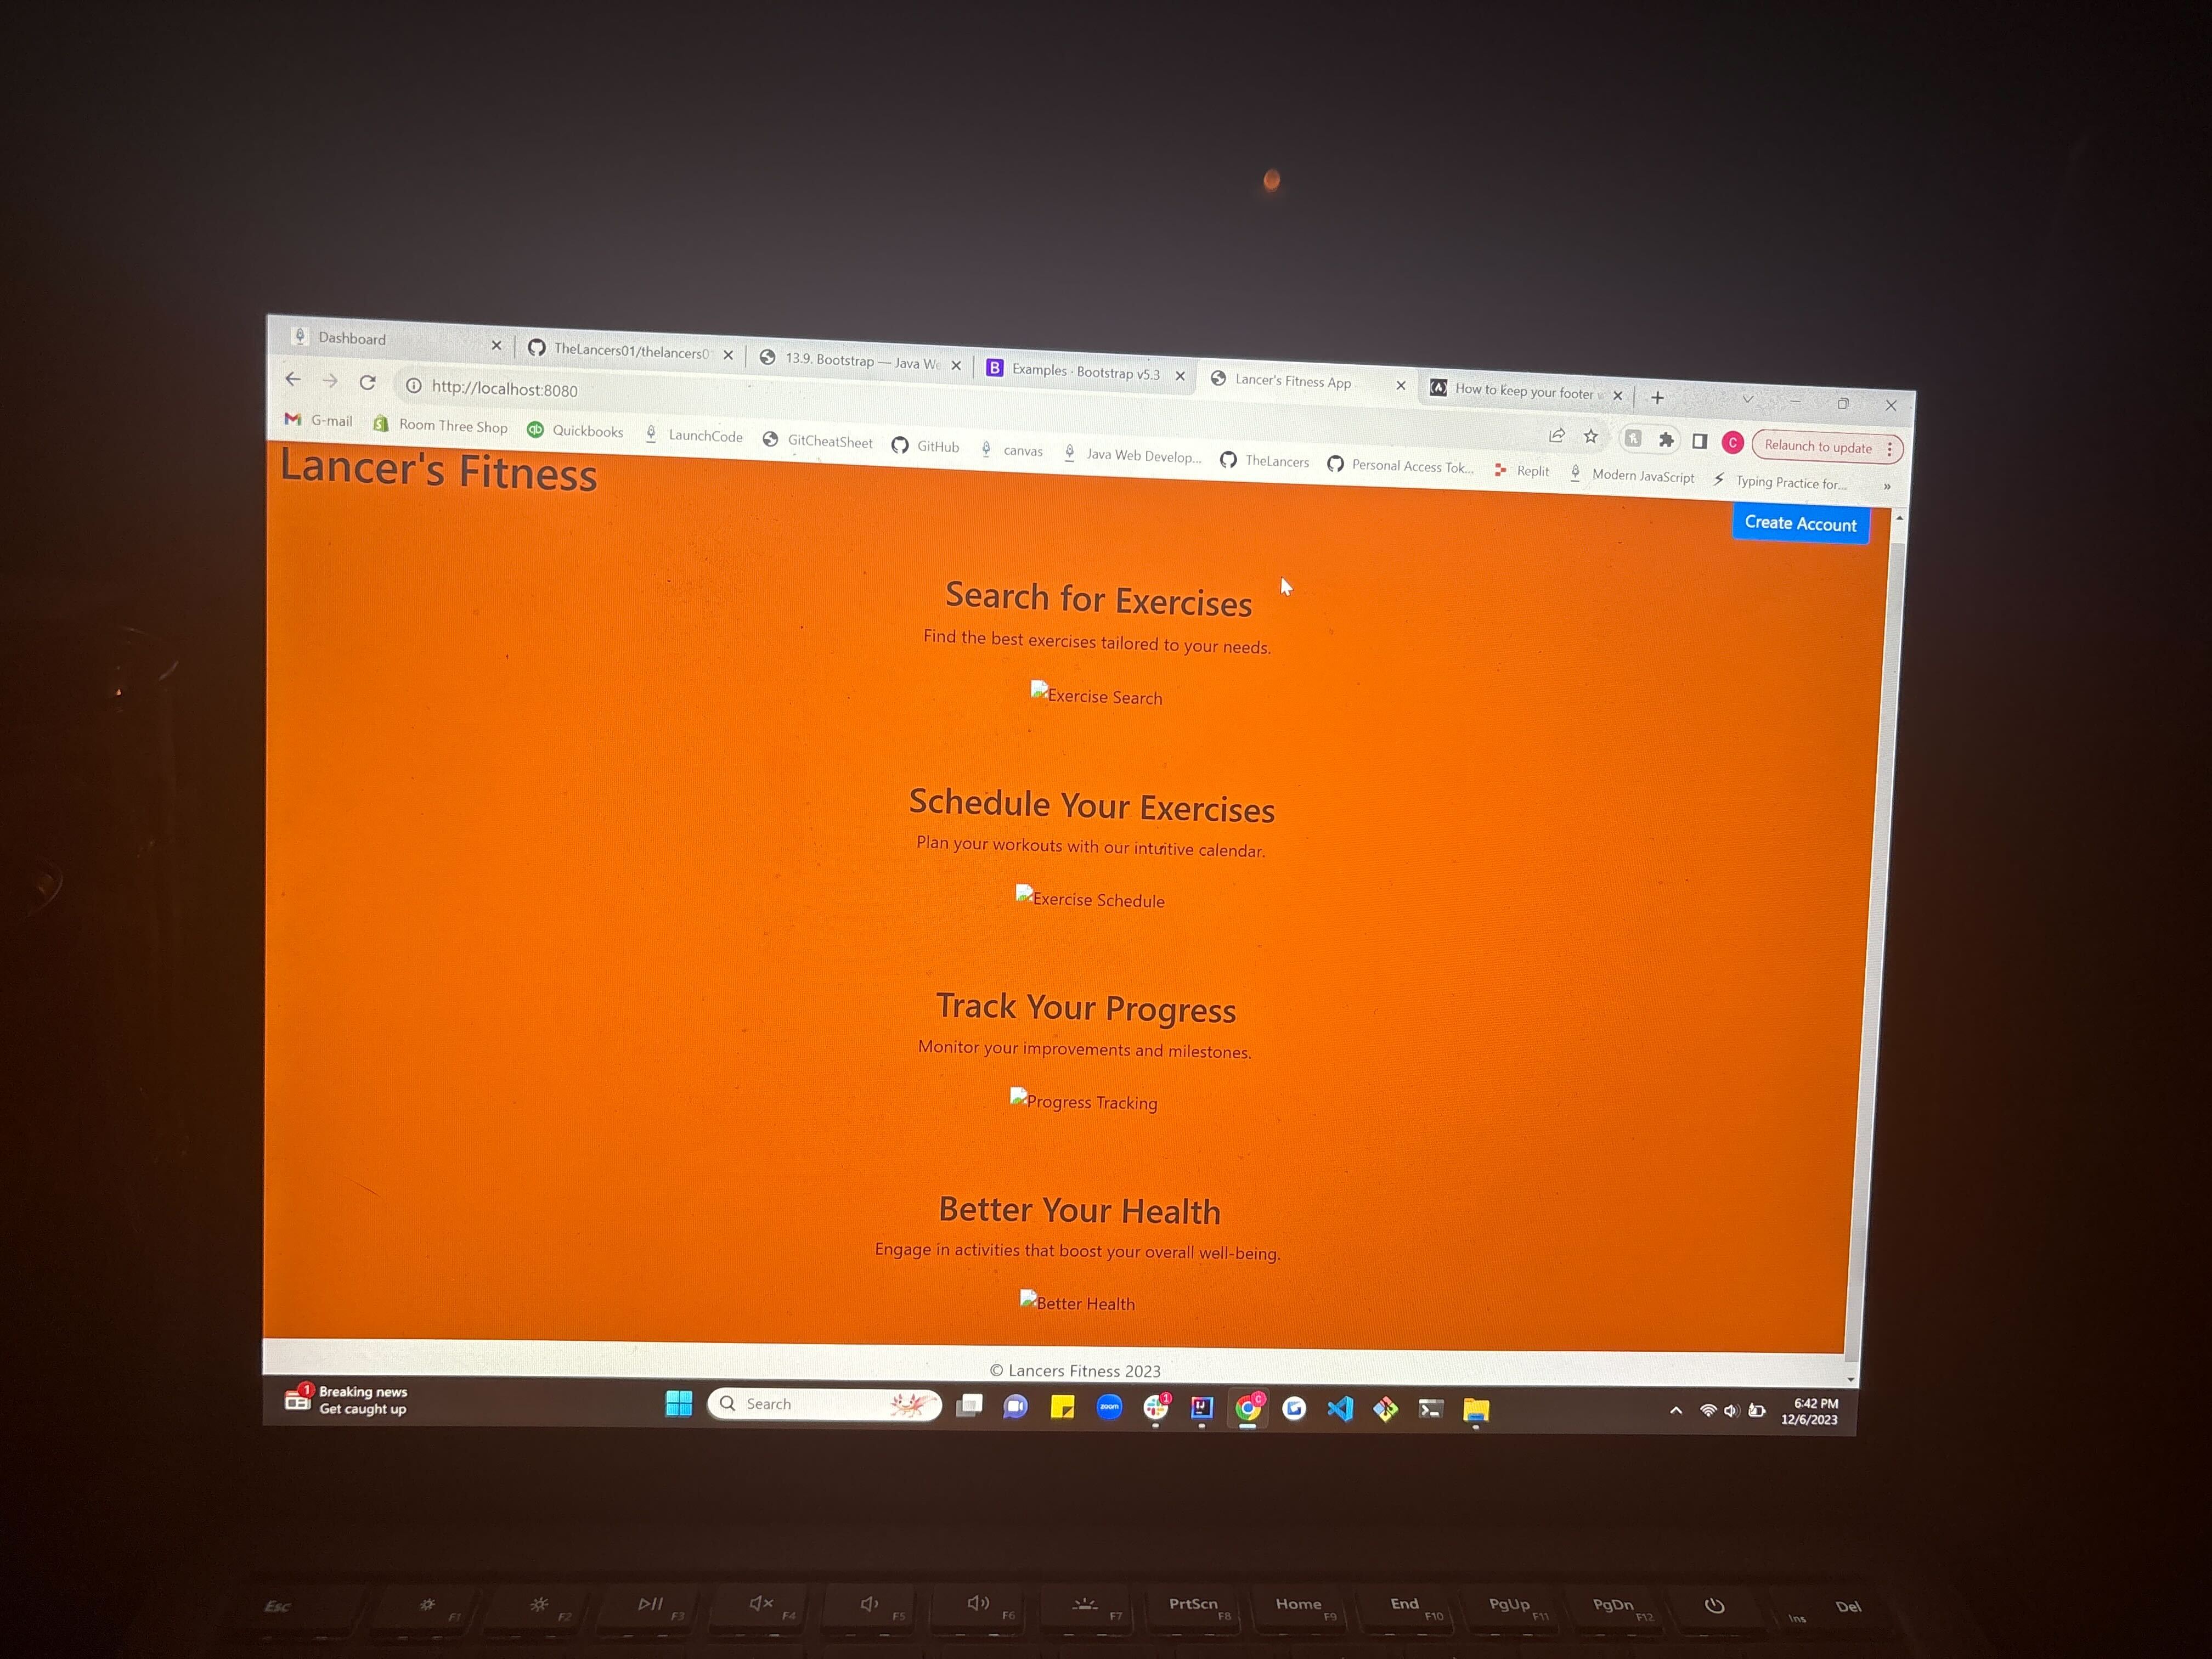 Dashboard
TheLancers01/thelancers0
13.9. Bootstrap — Java We
Examples · Bootstrap v5.3
Lancer's Fitness App
How to keep your footer
http://localhost:8080
Relaunch to update
G-mail
Room Three Shop
Quickbooks
LaunchCode
GitCheatSheet
GitHub
canvas
Java Web Develop...
TheLancers
Personal Access Tok...
Replit
Modern JavaScript
Typing Practice for...
»
Lancer's Fitness
Create Account
Search for Exercises
Find the best exercises tailored to your needs.
Exercise Search
Schedule Your Exercises
Plan your workouts with our intuitive calendar.
Exercise Schedule
Track Your Progress
Monitor your improvements and milestones.
Progress Tracking
Better Your Health
Engage in activities that boost your overall well-being.
Better Health
© Lancers Fitness 2023
1
Breaking news
Get caught up
Search
zoom
1
6:42 PM
12/6/2023
Esc
F1
F2
F3
F4
F5
F6
F7
PrtScn
F8
Home
F9
End
F10
PgUp
F11
PgDn
F12
Ins
Del